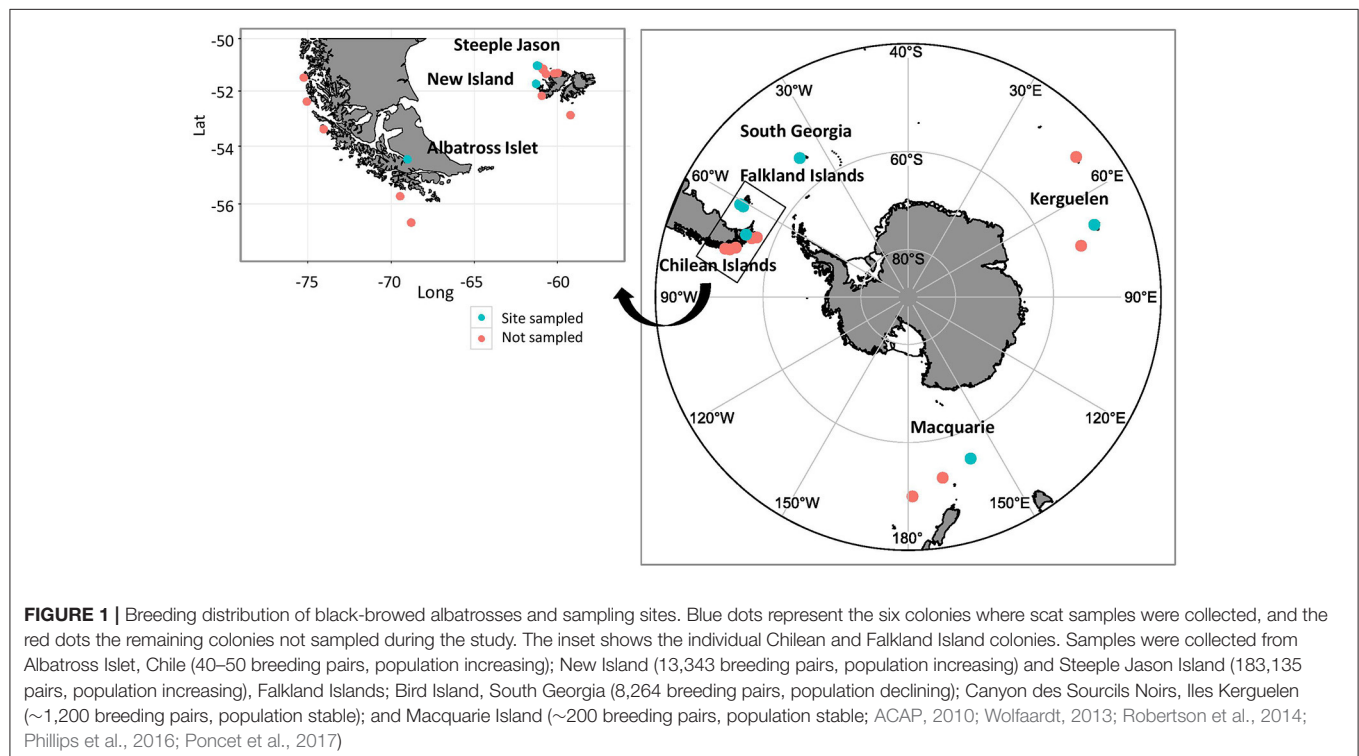 -50
-52
-54
-56
Lat
-75
-70
-65
-60
Long
Steeple Jason
New Island
Albatross Islet
Site sampled
Not sampled
40°S
30°W
30°E
South Georgia
60°S
60°W
Falkland Islands
60°E
Kerguelen
80°S
Chilean Islands
90°W
90°E
120°W
120°E
Macquarie
150°W
150°E
180°
FIGURE 1 | Breeding distribution of black-browed albatrosses and sampling sites. Blue dots represent the six colonies where scat samples were collected, and the
red dots the remaining colonies not sampled during the study. The inset shows the individual Chilean and Falkland Island colonies. Samples were collected from
Albatross Islet, Chile (40–50 breeding pairs, population increasing); New Island (13,343 breeding pairs, population increasing) and Steeple Jason Island (183,135
pairs, population increasing), Falkland Islands; Bird Island, South Georgia (8,264 breeding pairs, population declining); Canyon des Sourcils Noirs, Iles Kerguelen
(~1,200 breeding pairs, population stable); and Macquarie Island (~200 breeding pairs, population stable; ACAP, 2010; Wolfaardt, 2013; Robertson et al., 2014;
Phillips et al., 2016; Poncet et al., 2017)